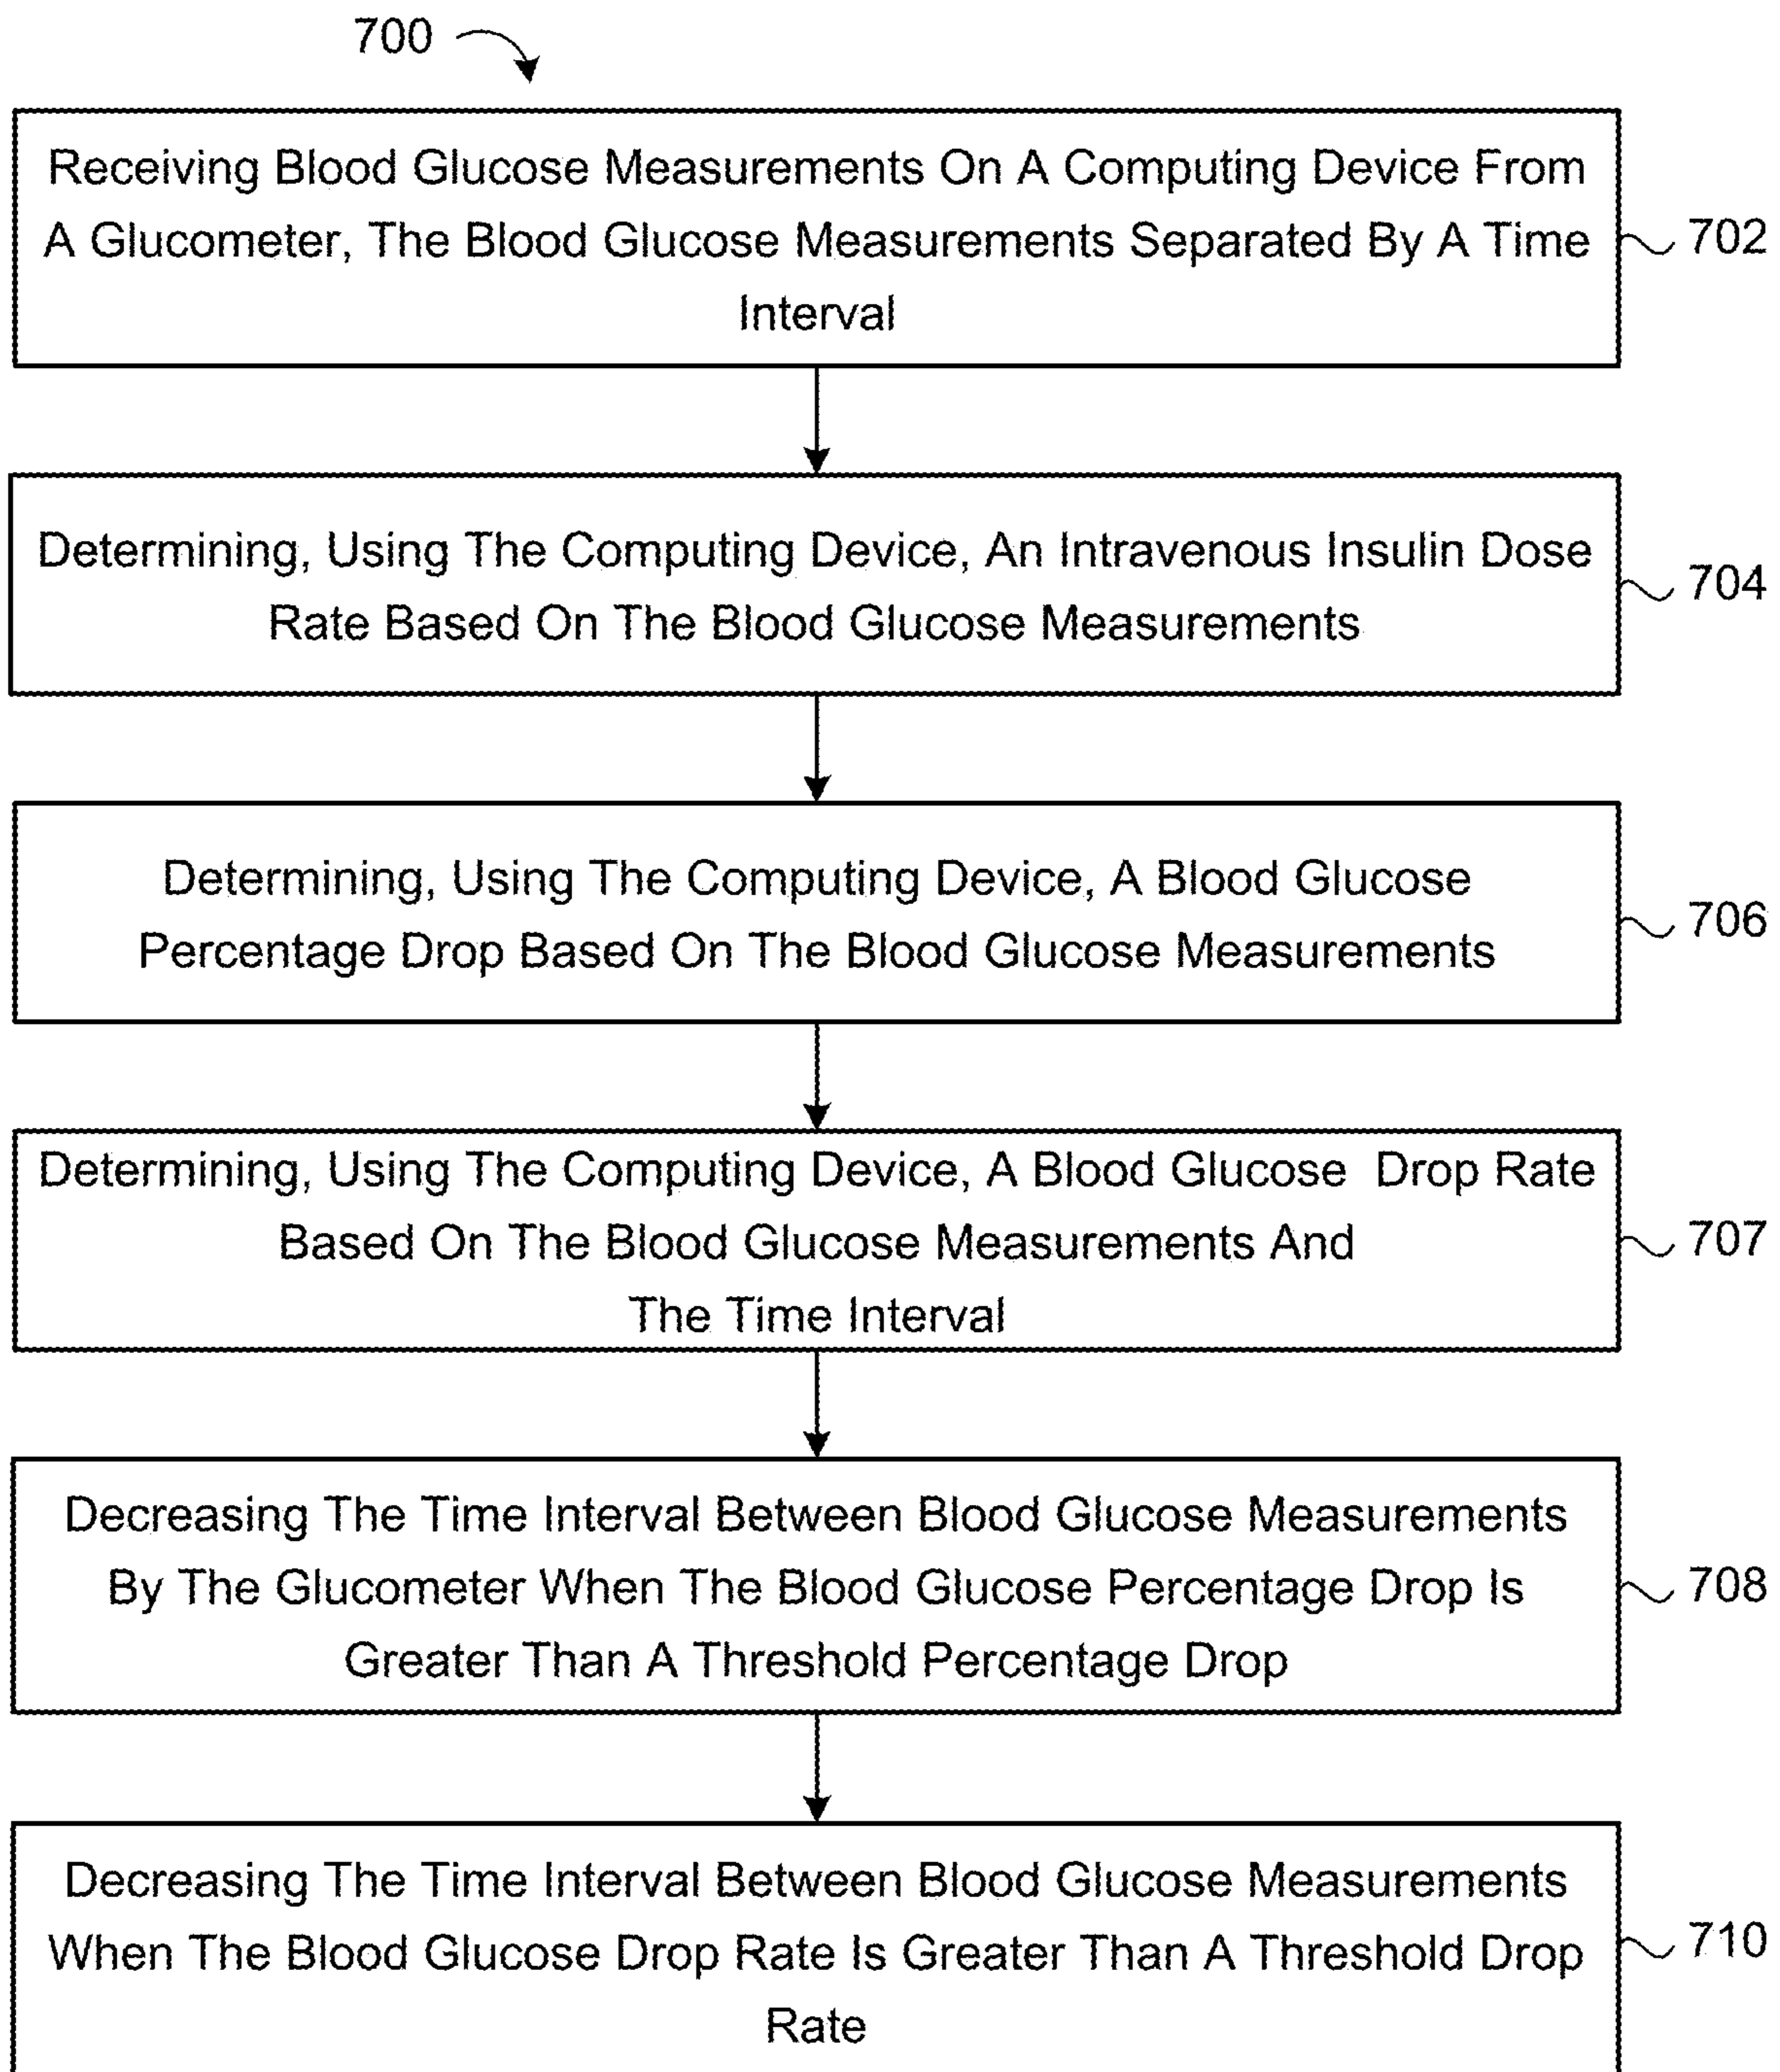 700
Receiving Blood Glucose Measurements On A Computing Device From
A Glucometer, The Blood Glucose Measurements Separated By A Time
Interval
702
Determining, Using The Computing Device, An Intravenous Insulin Dose
Rate Based On The Blood Glucose Measurements
704
Determining, Using The Computing Device, A Blood Glucose
Percentage Drop Based On The Blood Glucose Measurements
706
Determining, Using The Computing Device, A Blood Glucose Drop Rate
Based On The Blood Glucose Measurements And
The Time Interval
707
Decreasing The Time Interval Between Blood Glucose Measurements
By The Glucometer When The Blood Glucose Percentage Drop Is
Greater Than A Threshold Percentage Drop
708
Decreasing The Time Interval Between Blood Glucose Measurements
When The Blood Glucose Drop Rate Is Greater Than A Threshold Drop
Rate
710